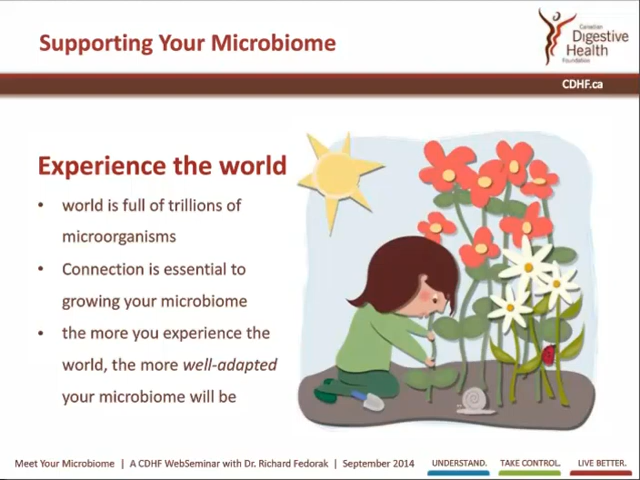 Supporting Your Microbiome
Canadian
Digestive
Health
Foundation
CDHF.ca
Experience the world
• world is full of trillions of
microorganisms
• Connection is essential to
growing your microbiome
• the more you experience the
world, the more well-adapted
your microbiome will be
Meet Your Microbiome | A CDHF WebSeminar with Dr. Richard Fedorak | September 2014
UNDERSTAND. TAKE CONTROL. LIVE BETTER.